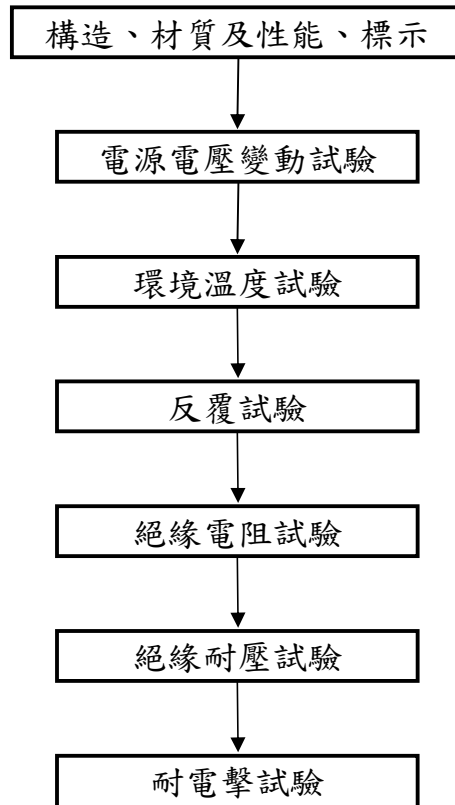 構造、材質及性能、標示
電源電壓變動試驗
環境溫度試驗
反覆試驗
絕緣電阻試驗
絕緣耐壓試驗
耐電擊試驗